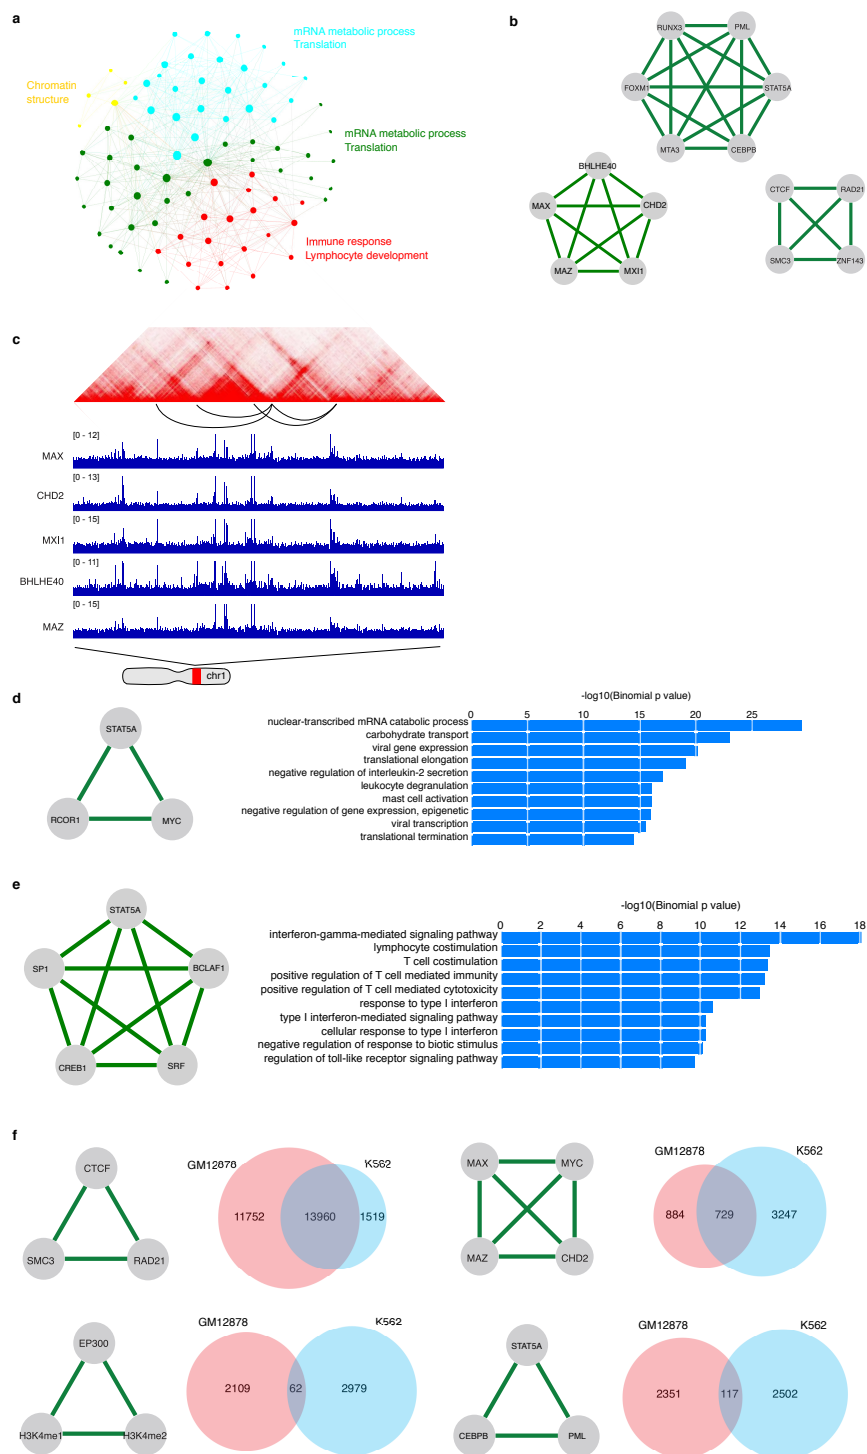 a
mRNA metabolic process
Translation
Chromatin
structure
mRNA metabolic process
Translation
Immune response
Lymphocyte development
b
RUNX3
PML
FOXM1
STAT5A
MTA3
CEBPB
BHLHE40
MAX
CHD2
MAZ
MXI1
CTCF
RAD21
SMC3
ZNF143
c
[0 - 12]
MAX
[0 - 13]
CHD2
[0 - 15]
MXI1
[0 - 11]
BHLHE40
[0 - 15]
MAZ
chr1
d
STAT5A
RCOR1
MYC
-log10(Binomial p value)
0 5 10 15 20 25
nuclear-transcribed mRNA catabolic process
carbohydrate transport
viral gene expression
translational elongation
negative regulation of interleukin-2 secretion
leukocyte degranulation
mast cell activation
negative regulation of gene expression, epigenetic
viral transcription
translational termination
e
STAT5A
SP1
BCLAF1
CREB1
SRF
-log10(Binomial p value)
0 2 4 6 8 10 12 14 16 18
interferon-gamma-mediated signaling pathway
lymphocyte costimulation
T cell costimulation
positive regulation of T cell mediated immunity
positive regulation of T cell mediated cytotoxicity
response to type I interferon
type I interferon-mediated signaling pathway
cellular response to type I interferon
negative regulation of response to biotic stimulus
regulation of toll-like receptor signaling pathway
f
CTCF
SMC3
RAD21
GM12878
K562
11752
13960
1519
MAX
MYC
MAZ
CHD2
GM12878
K562
884
729
3247
EP300
H3K4me1
H3K4me2
GM12878
K562
2109
62
2979
STAT5A
CEBPB
PML
GM12878
K562
2351
117
2502